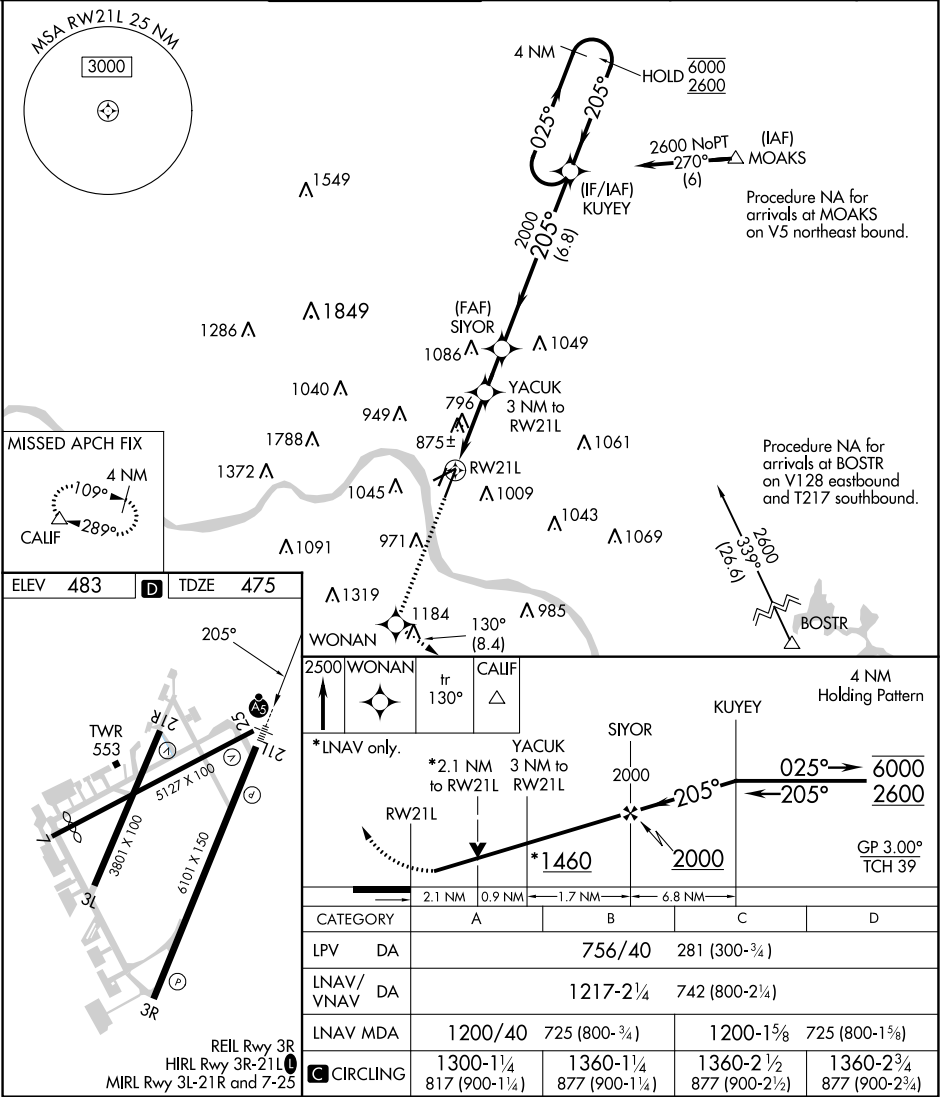 MSA RW21L 25 NM
3000
4 NM
HOLD 6000
2600
025°
205°
2600 NoPT
270°
(6)
(IAF)
MOAKS
(IF/IAF)
KUYEY
Procedure NA for
arrivals at MOAKS
on V5 northeast bound.
2000
205°
(6.8)
1549
1849
1286
(FAF)
SIYOR
1086
1049
1040
949
796
YACUK
3 NM to
RW21L
1788
875±
1061
1372
RW21L
1045
1009
1043
1069
1091
971
1319
1184
985
WONAN
130°
(8.4)
Procedure NA for
arrivals at BOSTR
on V128 eastbound
and T217 southbound.
2600
339°
(26.6)
BOSTR
MISSED APCH FIX
4 NM
109°
289°
CALIF
ELEV 483
D
TDZE 475
205°
TWR
553
21R
25
A5
21L
V
V
P
5127 X 100
3801 X 100
6101 X 150
7
3L
3R
P
REIL Rwy 3R
HIRL Rwy 3R-21L L
MIRL Rwy 3L-21R and 7-25
2500
WONAN
tr
130°
CALIF
*LNAV only.
4 NM
Holding Pattern
KUYEY
SIYOR
YACUK
3 NM to
RW21L
*2.1 NM
to RW21L
RW21L
2000
205°
025°
205°
6000
2600
*1460
2000
GP 3.00°
TCH 39
2.1 NM 0.9 NM 1.7 NM 6.8 NM
CATEGORY A B C D
LPV DA 756/40 281 (300-¾)
LNAV/
VNAV DA 1217-2¼ 742 (800-2¼)
LNAV MDA 1200/40 725 (800-¾) 1200-1⅝ 725 (800-1⅝)
C CIRCLING 1300-1¼ 1360-1¼ 1360-2½ 1360-2¾
817 (900-1¼) 877 (900-1¼) 877 (900-2½) 877 (900-2¾)